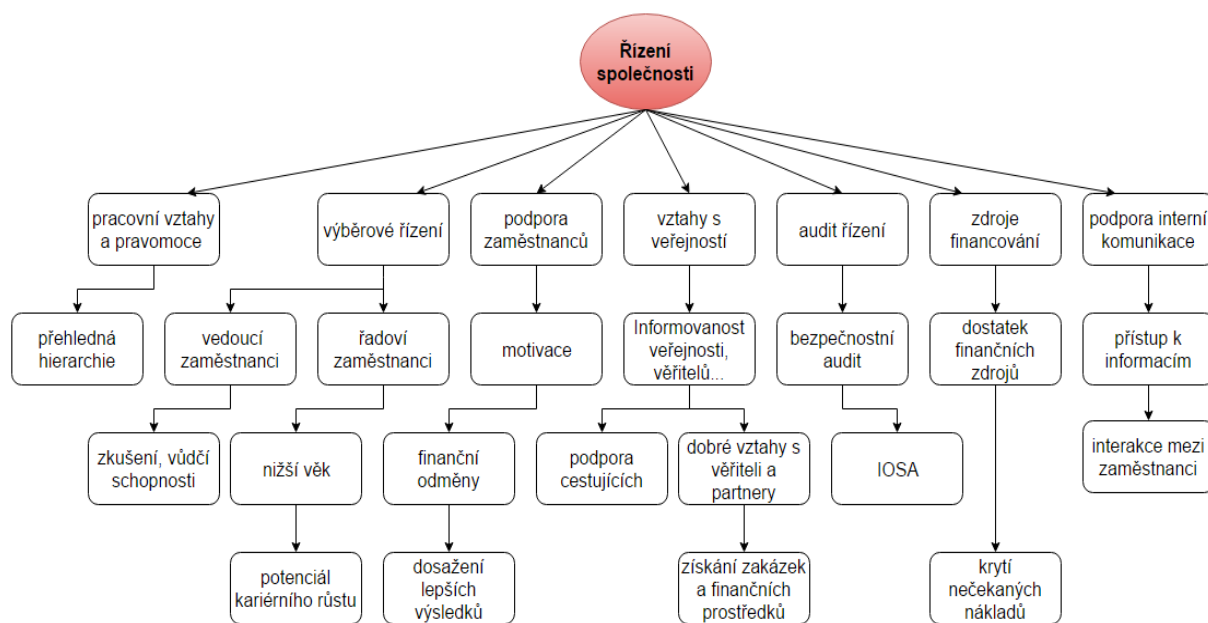 Řízení
společnosti
pracovní vztahy
a pravomoce
výběrové řízení
podpora
zaměstnanců
vztahy s
veřejností
audit řízení
zdroje
financování
podpora interní
komunikace
přehledná
hierarchie
vedoucí
zaměstnanci
řadoví
zaměstnanci
motivace
Informovanost
veřejnosti,
věřitelů...
bezpečnostní
audit
dostatek
finančních
zdrojů
přístup k
informacím
zkušení, vůdčí
schopnosti
nižší věk
finanční
odměny
podpora
cestujících
dobré vztahy s
věřiteli a
partnery
IOSA
interakce mezi
zaměstnanci
potenciál
kariérního růstu
dosažení
lepších
výsledků
získání zakázek
a finančních
prostředků
krytí
nečekaných
nákladů